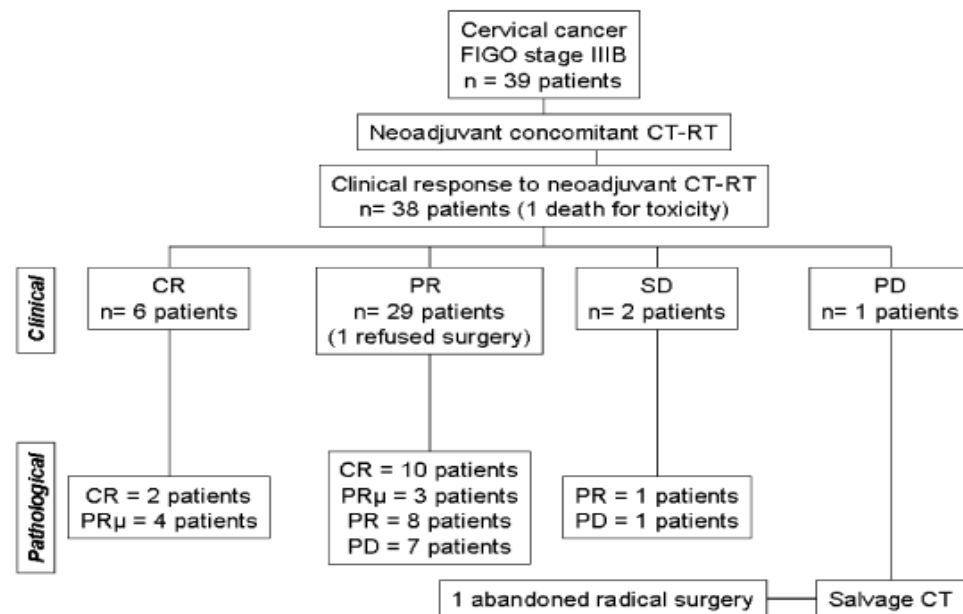 Cervical cancer
FIGO stage IIIB
n = 39 patients
Neoadjuvant concomitant CT-RT
Clinical response to neoadjuvant CT-RT
n= 38 patients (1 death for toxicity)
Clinical
CR
n= 6 patients
PR
n= 29 patients
(1 refused surgery)
SD
n= 2 patients
PD
n= 1 patients
Pathological
CR = 2 patients
PRμ = 4 patients
CR = 10 patients
PRμ = 3 patients
PR = 8 patients
PD = 7 patients
PR = 1 patients
PD = 1 patients
1 abandoned radical surgery
Salvage CT